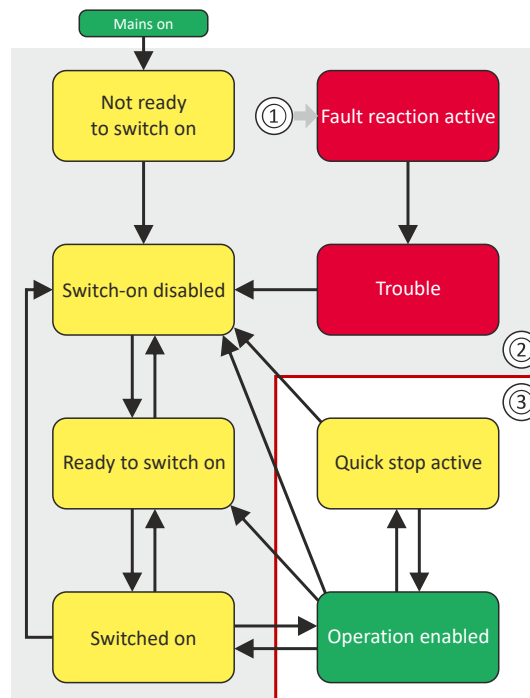 Mains on
Not ready
to switch on
1
Fault reaction active
Switch-on disabled
Trouble
2
3
Ready to switch on
Quick stop active
Switched on
Operation enabled